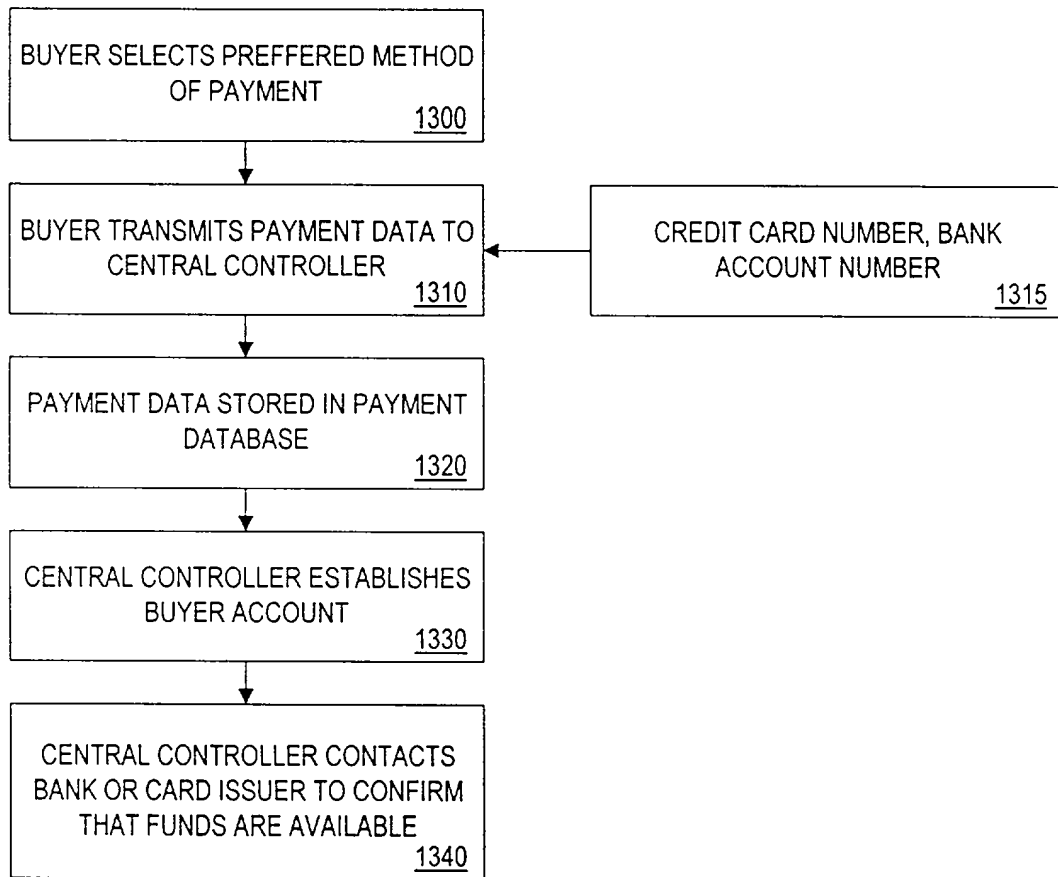 BUYER SELECTS PREFFERED METHOD
OF PAYMENT
1300
BUYER TRANSMITS PAYMENT DATA TO
CENTRAL CONTROLLER
1310
CREDIT CARD NUMBER, BANK
ACCOUNT NUMBER
1315
PAYMENT DATA STORED IN PAYMENT
DATABASE
1320
CENTRAL CONTROLLER ESTABLISHES
BUYER ACCOUNT
1330
CENTRAL CONTROLLER CONTACTS
BANK OR CARD ISSUER TO CONFIRM
THAT FUNDS ARE AVAILABLE
1340